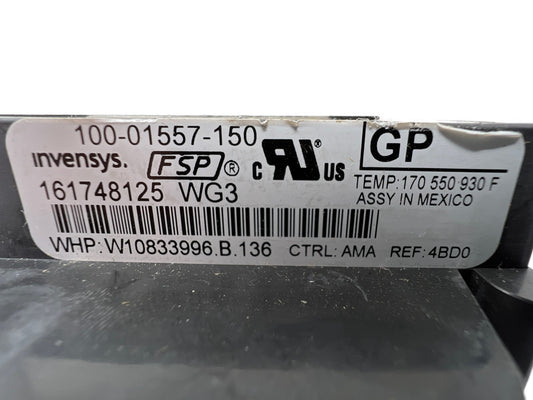 100-01557-150
invensys. FSP® c RU US
GP
161748125 WG3
TEMP:170 550 930 F
ASSY IN MEXICO
WHP: W10833996.B.136 CTRL: AMA REF: 4BD0